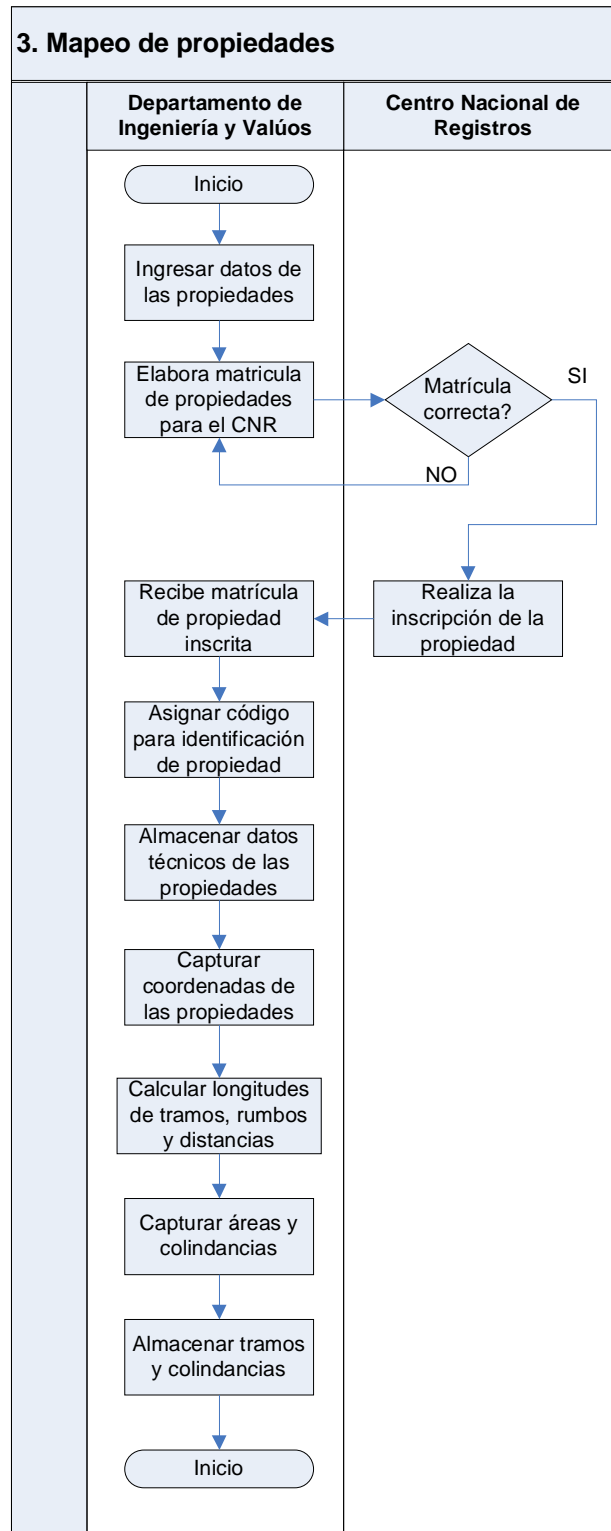 3. Mapeo de propiedades
Departamento de
Ingeniería y Valúos
Centro Nacional de
Registros
Inicio
Ingresar datos de
las propiedades
Elabora matricula
de propiedades
para el CNR
Matrícula
correcta?
SI
NO
Realiza la
inscripción de la
propiedad
Recibe matrícula
de propiedad
inscrita
Asignar código
para identificación
de propiedad
Almacenar datos
técnicos de las
propiedades
Capturar
coordenadas de
las propiedades
Calcular longitudes
de tramos, rumbos
y distancias
Capturar áreas y
colindancias
Almacenar tramos
y colindancias
Inicio